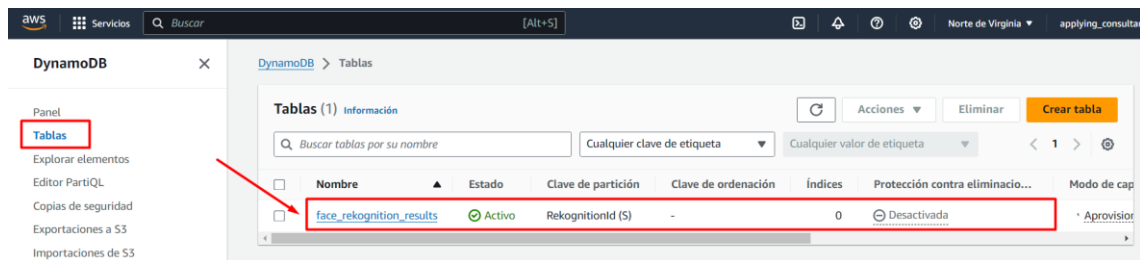 aws Servicios Buscar [Alt+S] Norte de Virginia ▼ applying_consultar
DynamoDB
DynamoDB > Tablas
Panel
Tablas
Explorar elementos
Editor PartiQL
Copias de seguridad
Exportaciones a S3
Importaciones de S3
Tablas (1) Información
Acciones ▼ Eliminar Crear tabla
Buscar tablas por su nombre Cualquier clave de etiqueta ▼ Cualquier valor de etiqueta ▼ < 1 >
Nombre ▲ Estado Clave de partición Clave de ordenación Índices Protección contra eliminacio... Modo de cap
face_rekognition_results Activo RekognitionId (S) - 0 Desactivada Aprovision